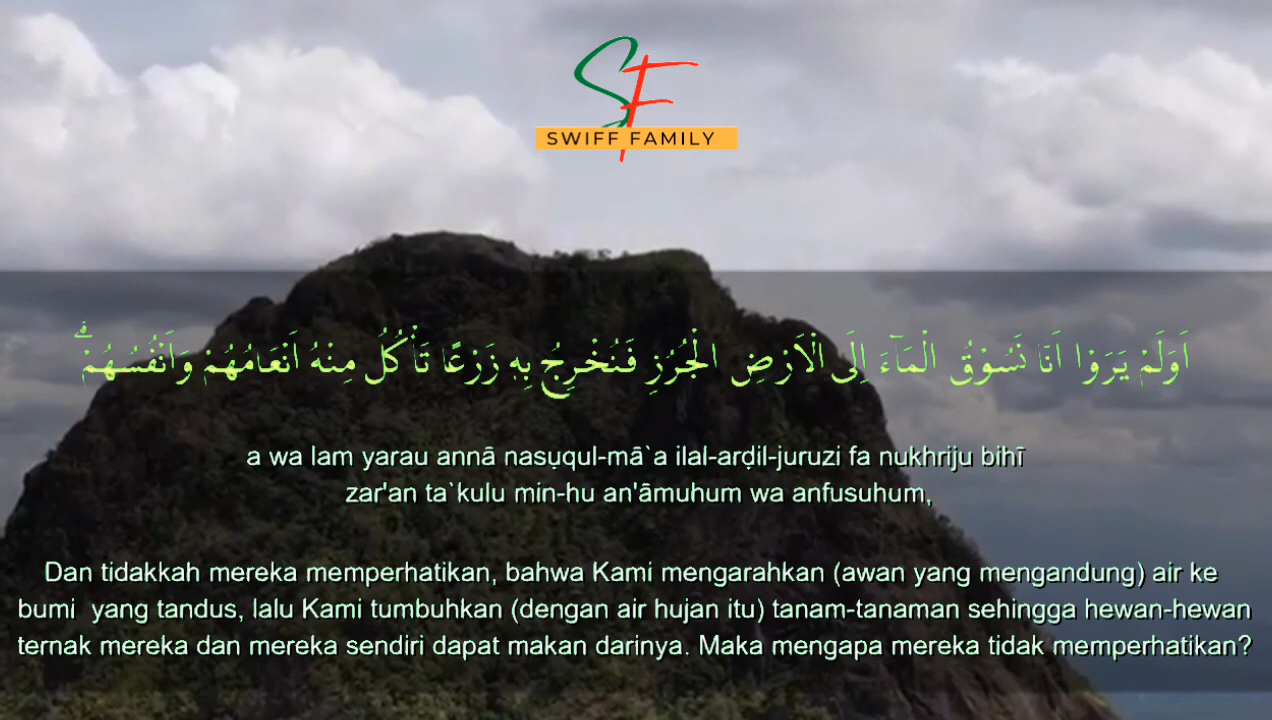 SF
SWIFF FAMILY
اَوَلَمْ يَرَوْا اَنَّا نَسُوْقُ الْمَاۤءَ اِلَى الْاَرْضِ الْجُرُزِ فَنُخْرِجُ بِهٖ زَرْعًا تَأْكُلُ مِنْهُ اَنْعَامُهُمْ وَاَنْفُسُهُمْۗ
a wa lam yarau annā nasụqul-mā`a ilal-arḍil-juruzi fa nukhriju bihī
zar'an ta`kulu min-hu an'āmuhum wa anfusuhum,
Dan tidakkah mereka memperhatikan, bahwa Kami mengarahkan (awan yang mengandung) air ke
bumi  yang tandus, lalu Kami tumbuhkan (dengan air hujan itu) tanam-tanaman sehingga hewan-hewan
ternak mereka dan mereka sendiri dapat makan darinya. Maka mengapa mereka tidak memperhatikan?